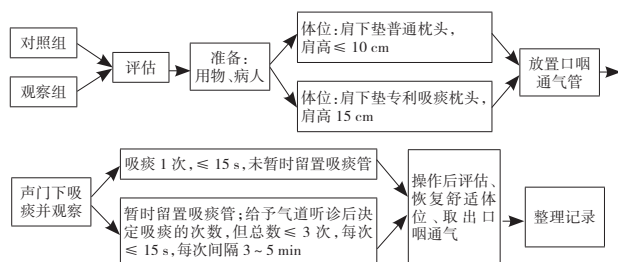 对照组
观察组
评估
准备：
用物、病人
体位：肩下垫普通枕头，
肩高≤10 cm
体位：肩下垫专利吸痰枕头，
肩高 15 cm
放置口咽
通气管
声门下吸
痰并观察
吸痰 1 次，≤15 s，未暂时留置吸痰管
暂时留置吸痰管；给予气道听诊后决
定吸痰的次数，但总数≤3 次，每次
≤15 s，每次间隔 3~5 min
操作后评估、
恢复舒适体
位、取出口
咽通气
整理记录